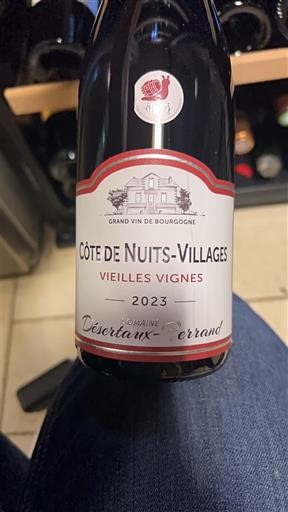 GRAND VIN DE BOURGOGNE
CÔTE DE NUITS-VILLAGES
VIEILLES VIGNES
2023
DOMAINE
Désertaux-Ferrand